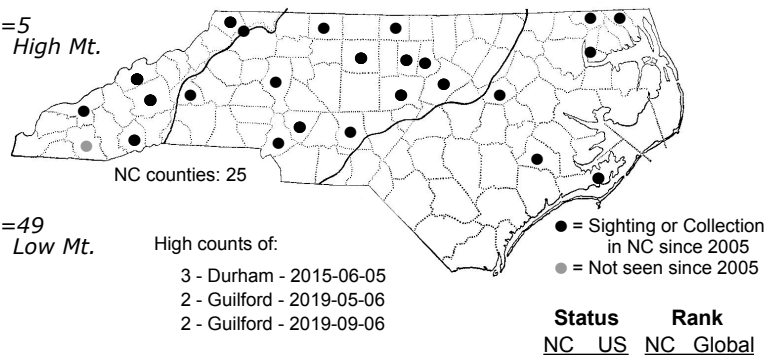 =5
High Mt.
NC counties: 25
=49
Low Mt.
High counts of:
3 - Durham - 2015-06-05
2 - Guilford - 2019-05-06
2 - Guilford - 2019-09-06
= Sighting or Collection
in NC since 2005
= Not seen since 2005
Status Rank
NC US NC Global